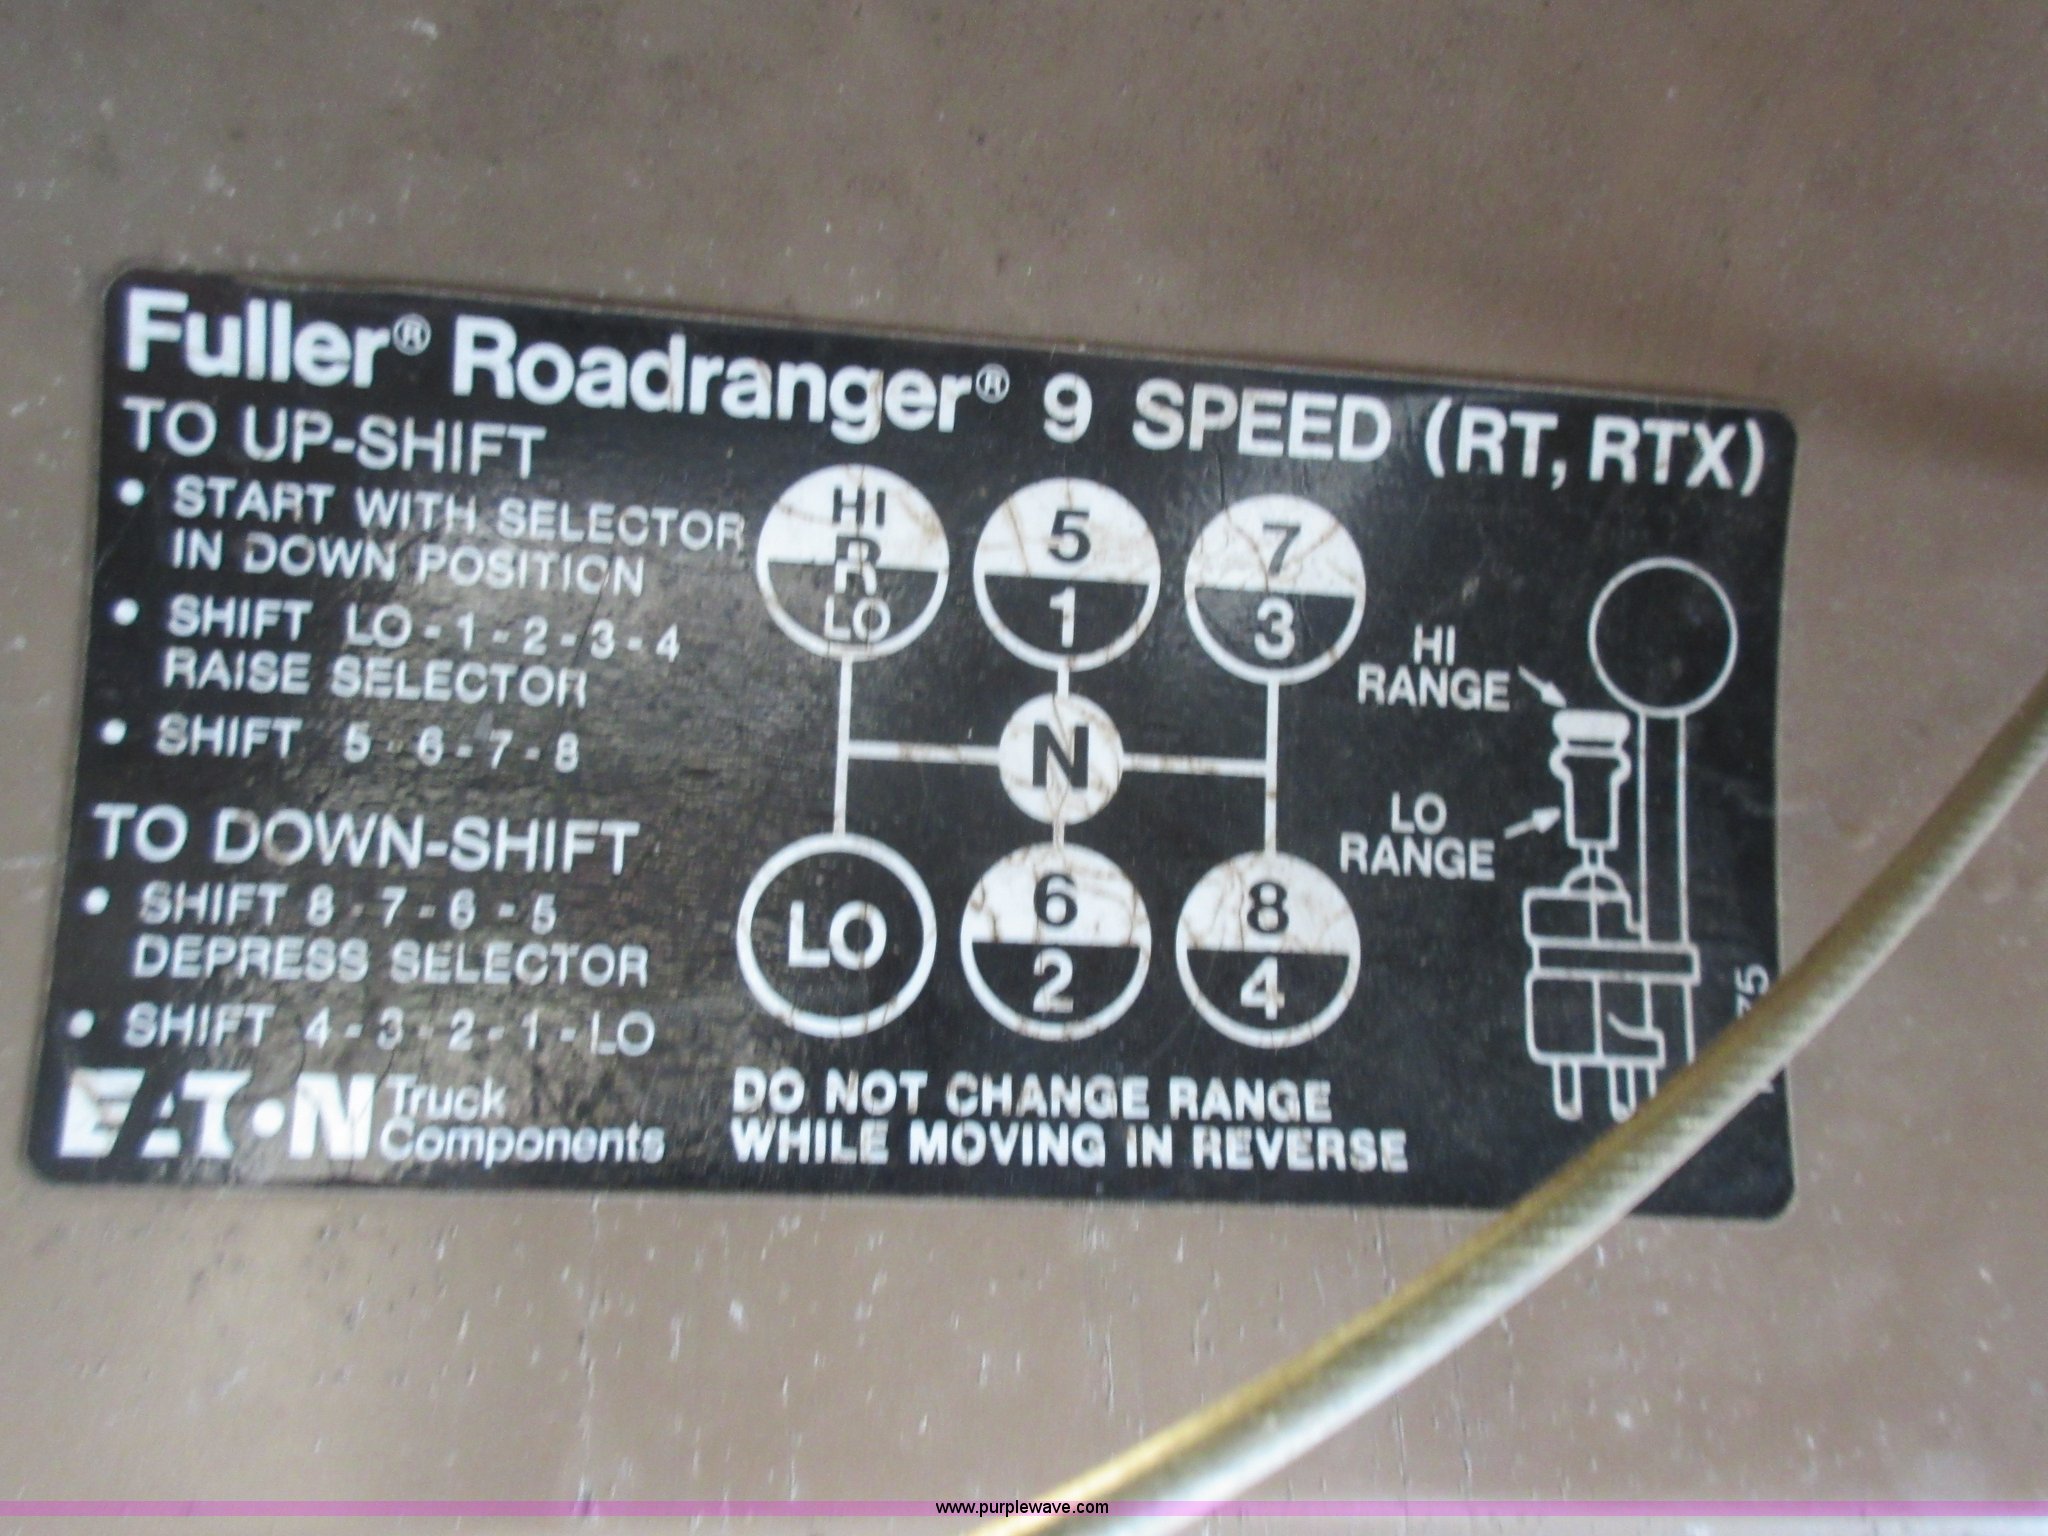 Fuller® Roadranger® 9 SPEED (RT, RTX)
TO UP-SHIFT
• START WITH SELECTOR
IN DOWN POSITION
• SHIFT LO - 1 - 2 - 3 - 4
RAISE SELECTOR
• SHIFT 5 - 6 - 7 - 8
TO DOWN-SHIFT
• SHIFT 8 - 7 - 6 - 5
DEPRESS SELECTOR
• SHIFT 4 - 3 - 2 - 1 - LO
EATON Truck
Components
HI
R
LO
5
1
7
3
N
LO
6
2
8
4
HI
RANGE
LO
RANGE
DO NOT CHANGE RANGE
WHILE MOVING IN REVERSE
www.purplewave.com